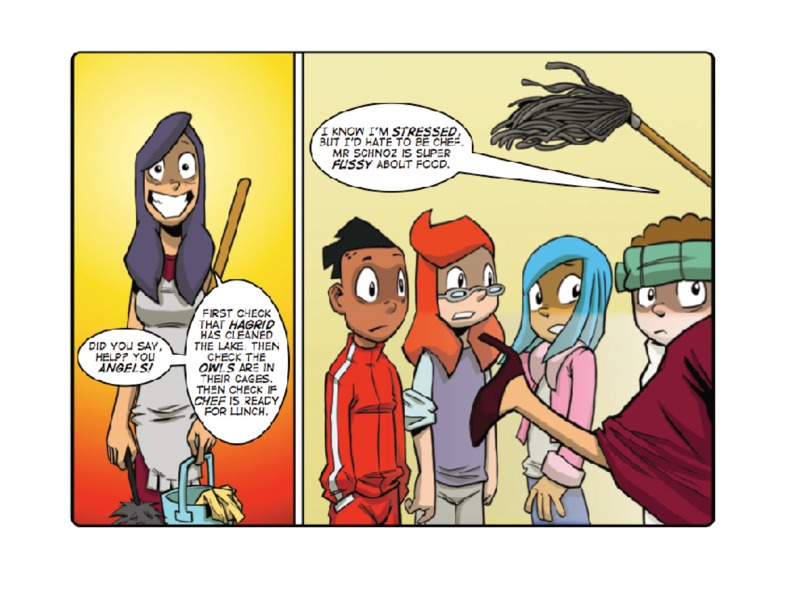 DID YOU SAY,
HELP? YOU
ANGELS!
FIRST CHECK
THAT HAGRID
HAS CLEANED
THE LAKE. THEN
CHECK THE
OWLS ARE IN
THEIR CAGES.
THEN CHECK IF
CHEF IS READY
FOR LUNCH.
I KNOW I'M STRESSED,
BUT I'D HATE TO BE CHEF.
MR SCHNOZ IS SUPER
FUSSY ABOUT FOOD.